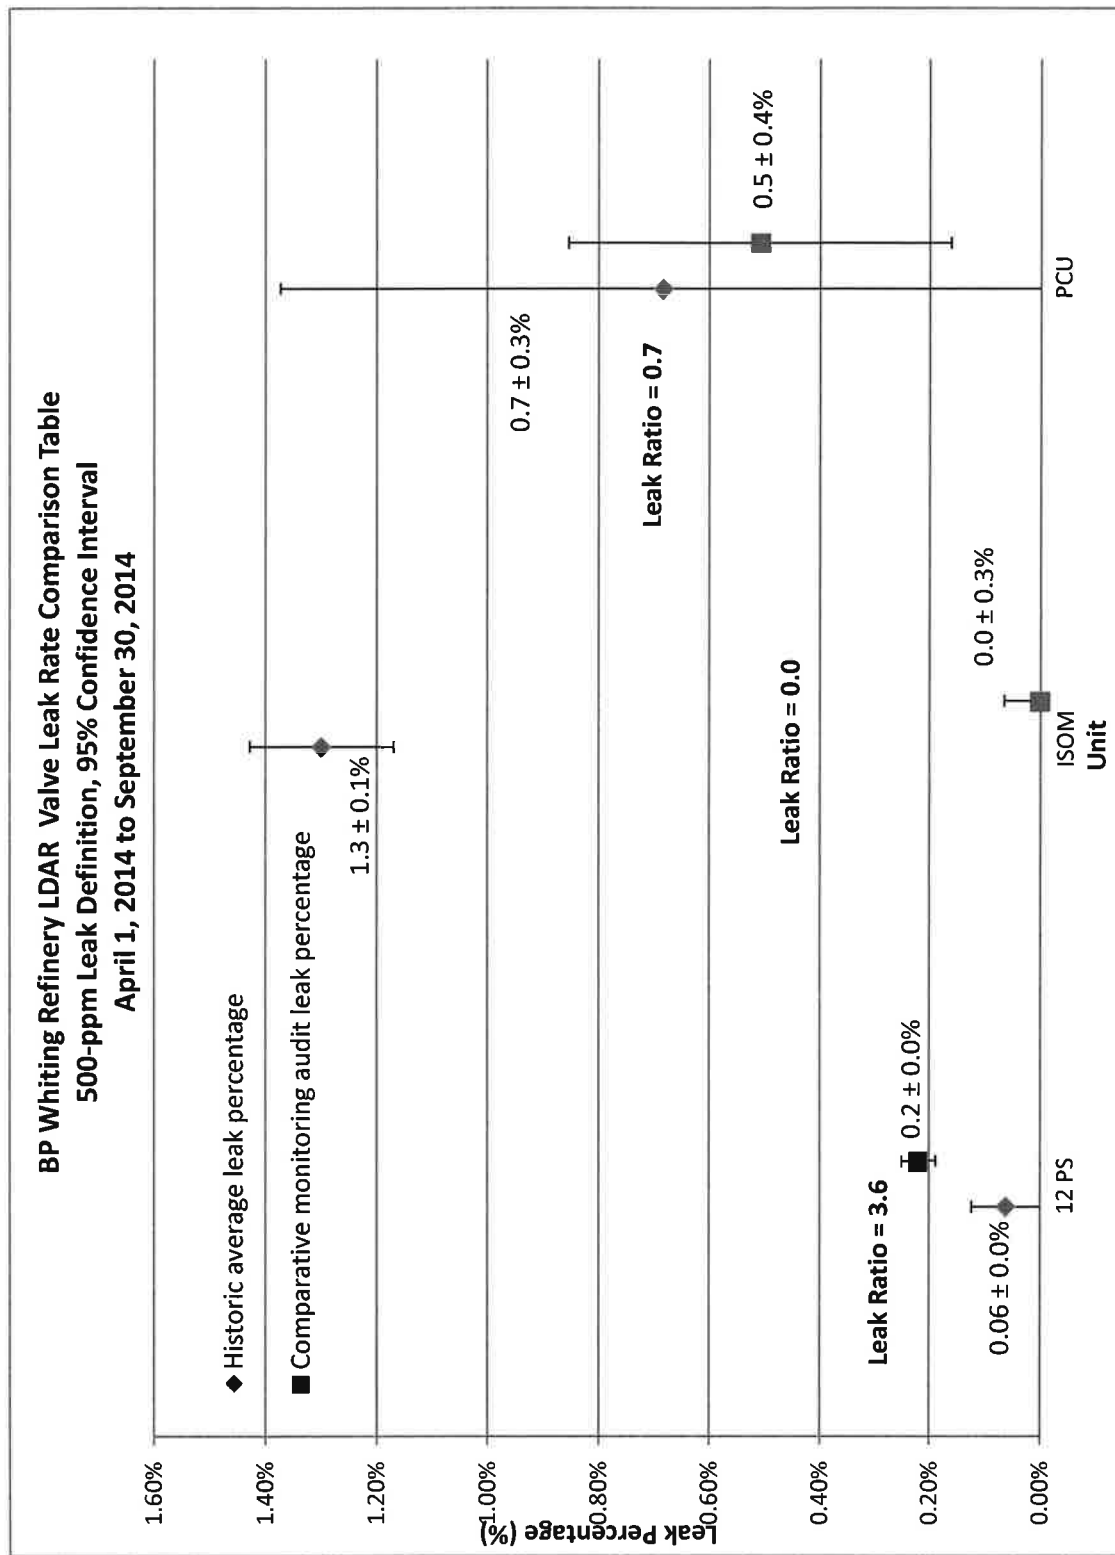 BP Whiting Refinery LDAR Valve Leak Rate Comparison Table
500-ppm Leak Definition, 95% Confidence Interval
April 1, 2014 to September 30, 2014
Leak Percentage (%)
1.60%
1.40%
1.20%
1.00%
0.80%
0.60%
0.40%
0.20%
0.00%
Historic average leak percentage
Comparative monitoring audit leak percentage
1.3 ± 0.1%
0.7 ± 0.3%
Leak Ratio = 0.7
0.5 ± 0.4%
Leak Ratio = 0.0
0.0 ± 0.3%
Leak Ratio = 3.6
0.2 ± 0.0%
0.06 ± 0.0%
12 PS
ISOM
PCU
Unit